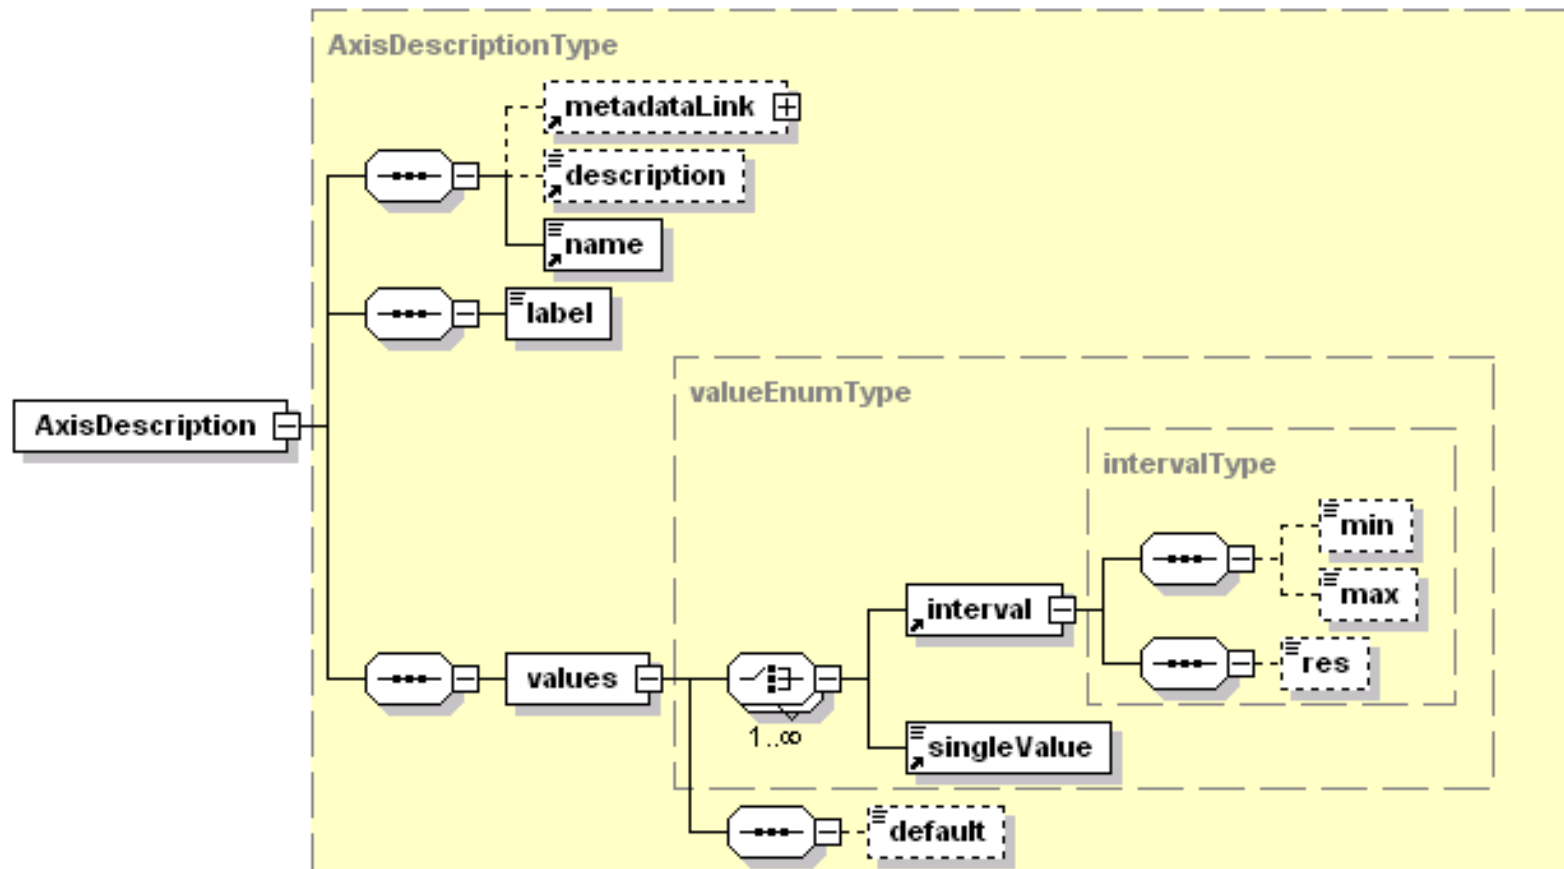 AxisDescriptionType
metadataLink
description
name
label
valueEnumType
AxisDescription
intervalType
min
interval
max
res
values
1..∞
singleValue
default